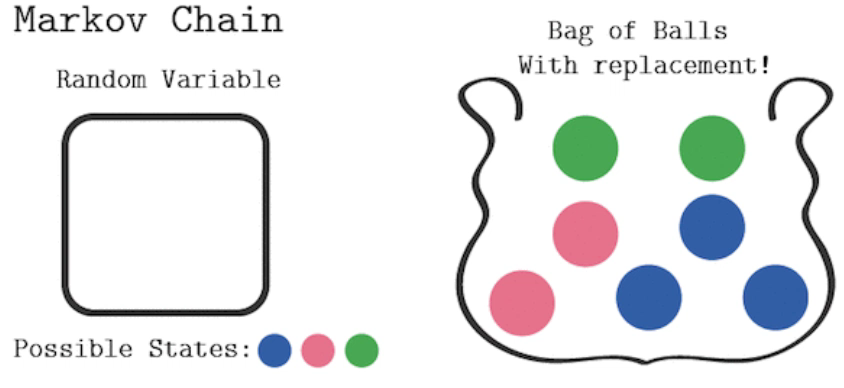 Markov Chain
Random Variable
Possible States:
Bag of Balls
With replacement!